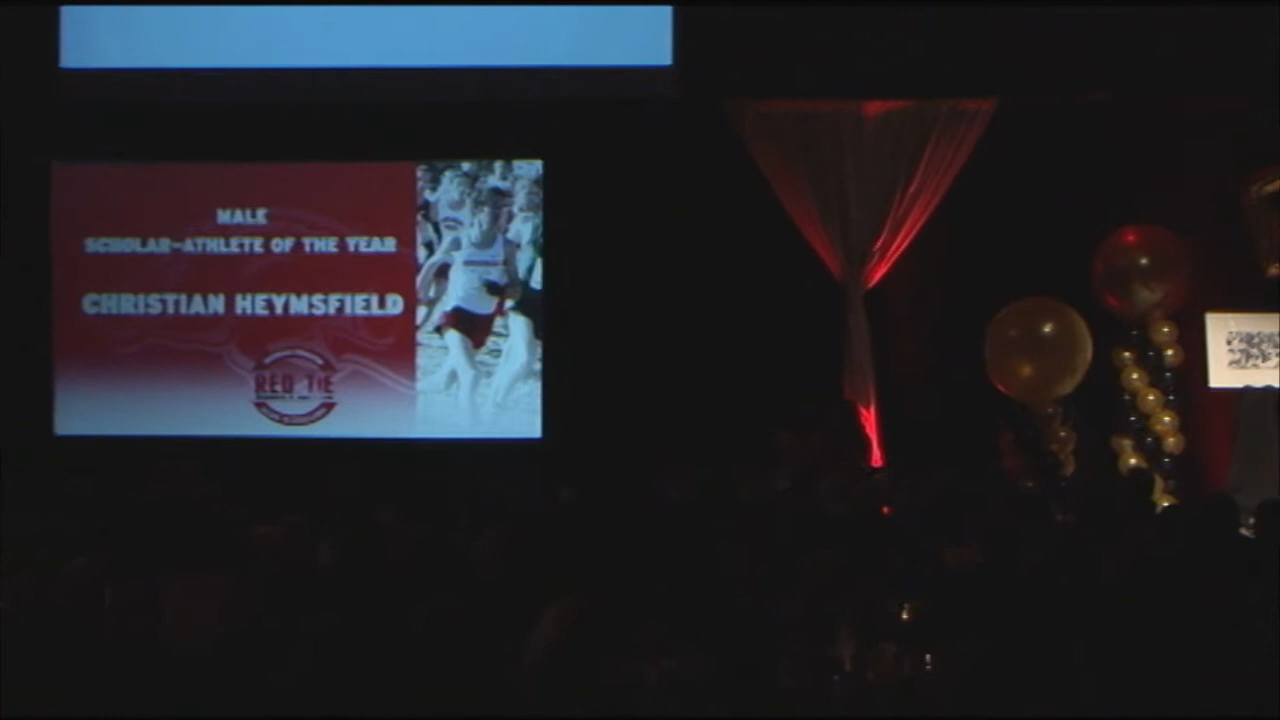 MALE
SCHOLAR-ATHLETE OF THE YEAR
CHRISTIAN HEYMSFIELD
RED TIE